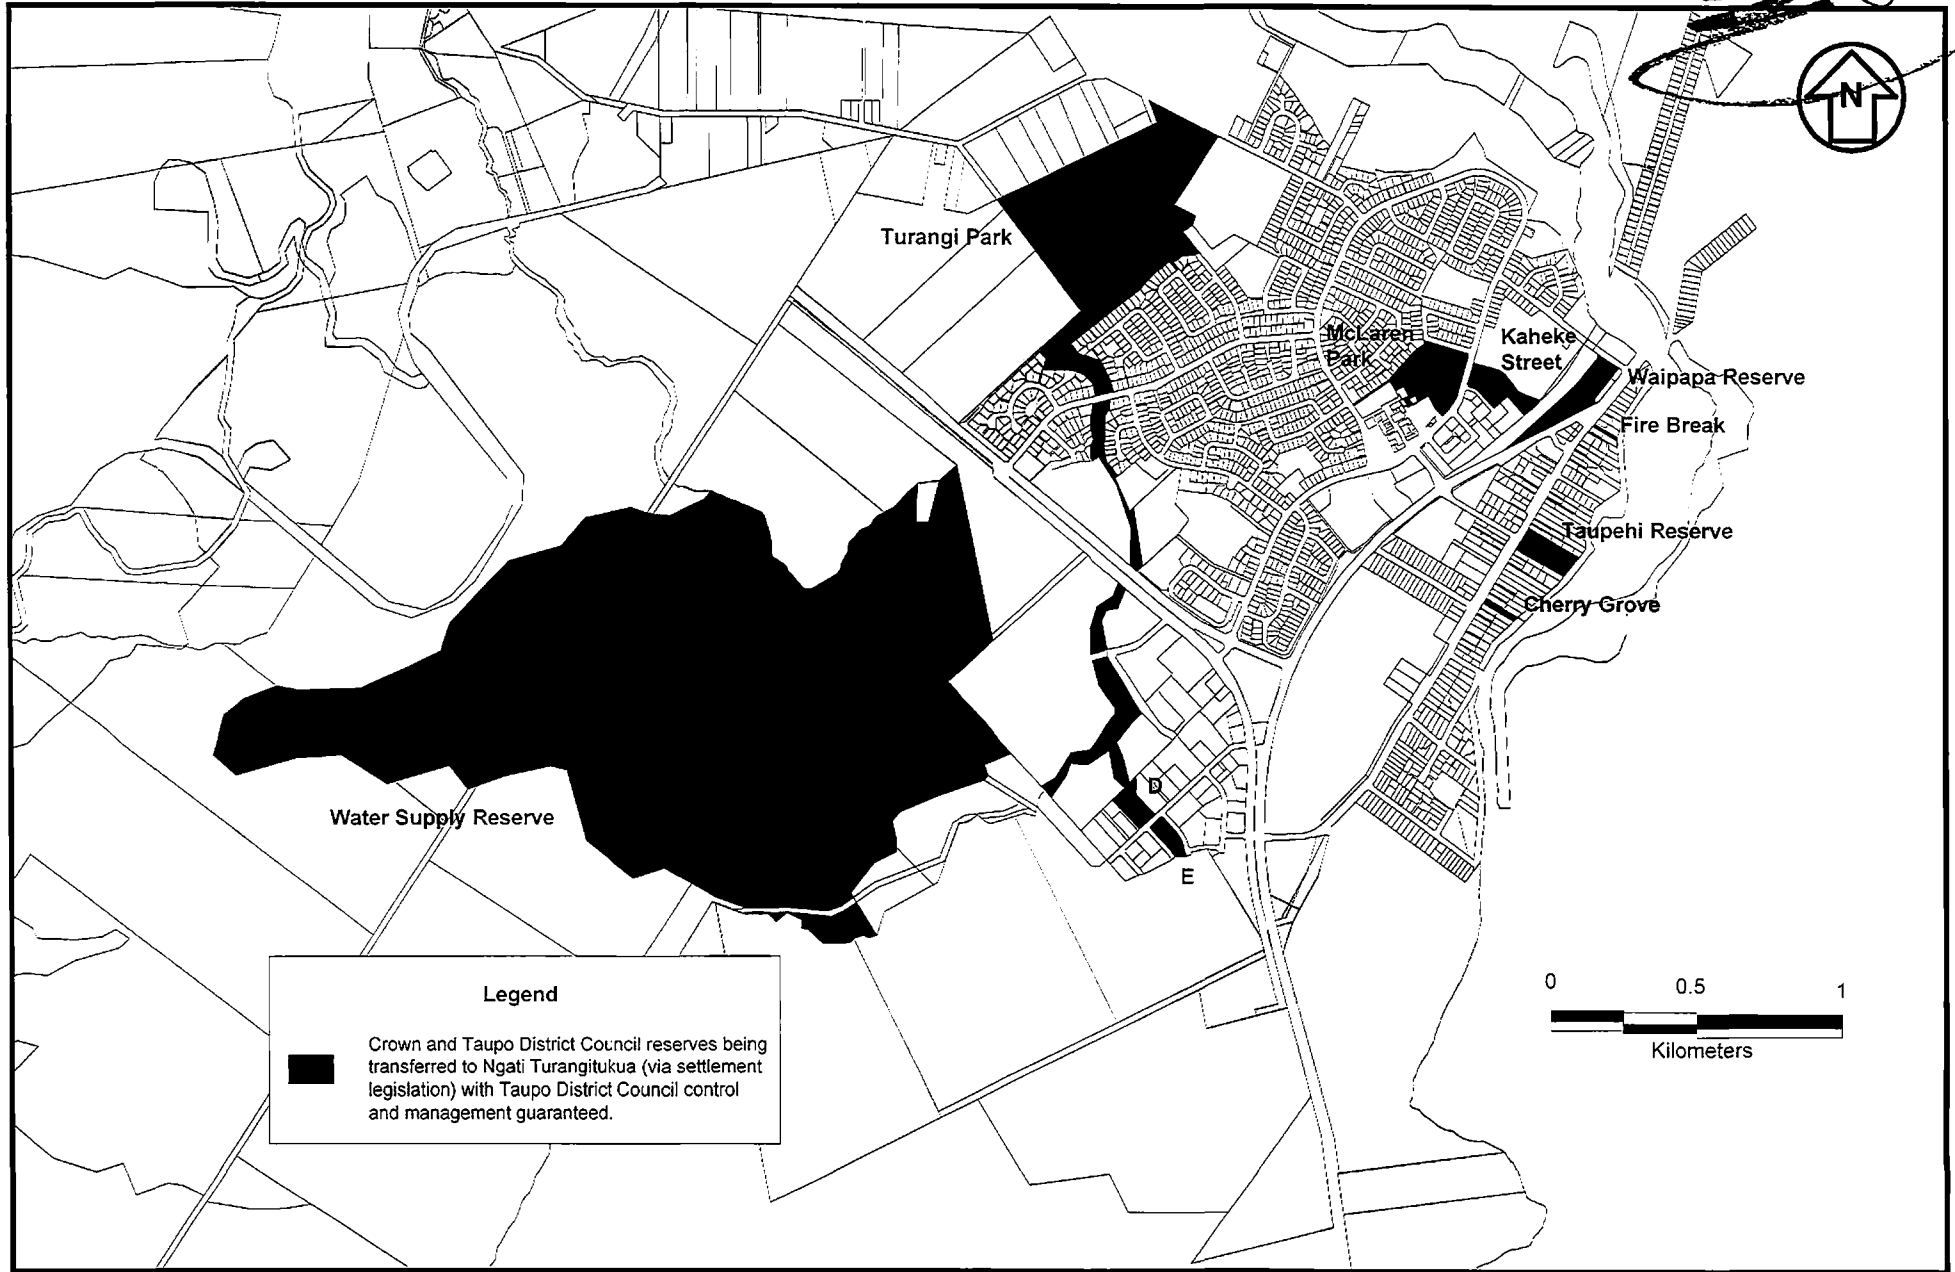 N
Turangi Park
McLaren
Park
Kaheke
Street
Waipapa Reserve
Fire Break
Taupehi Reserve
Cherry Grove
D
Water Supply Reserve
E
Legend
Crown and Taupo District Council reserves being
transferred to Ngati Turangitukua (via settlement
legislation) with Taupo District Council control
and management guaranteed.
0
0.5
1
Kilometers